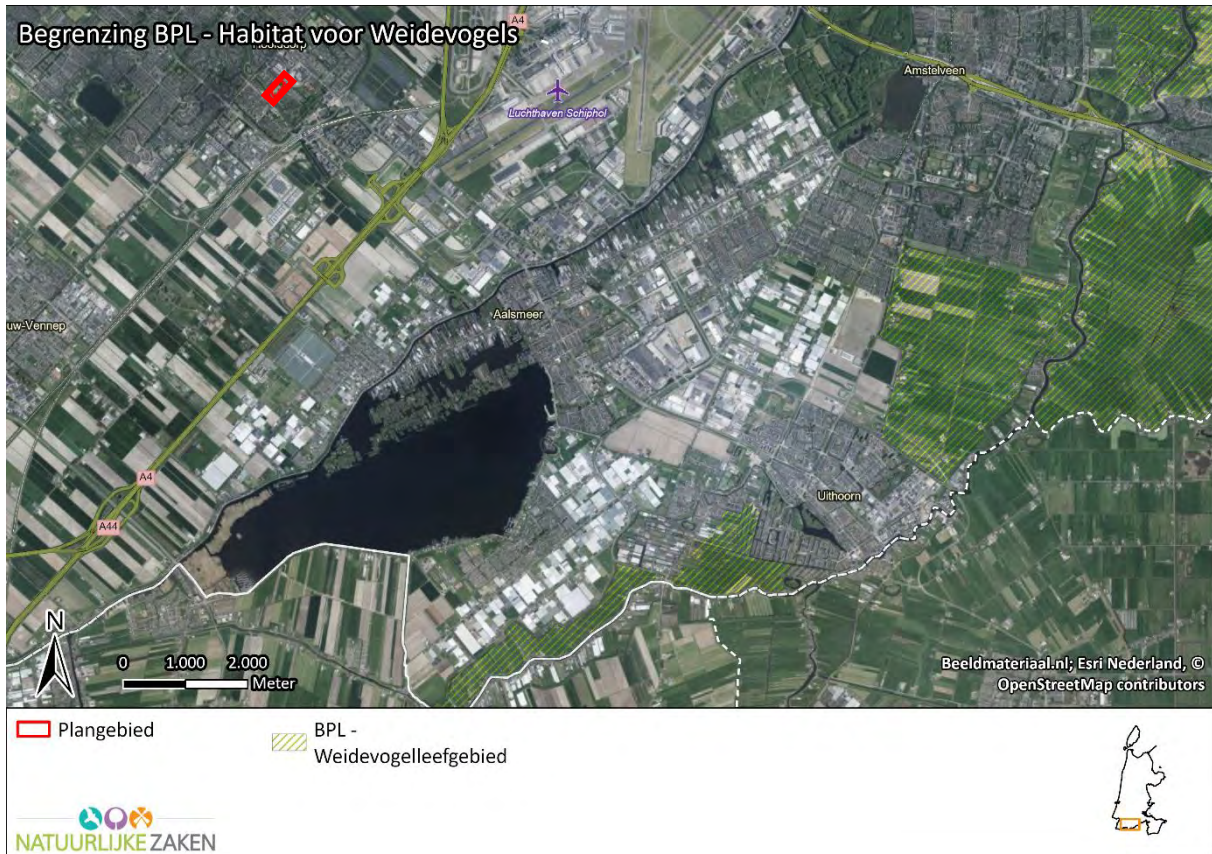 Begrenzing BPL - Habitat voor Weidevogels
A4
Amstelveen
Luchthaven Schiphol
Aalsmeer
uw-Vennep
A4
A44
Uithoorn
N
0 1.000 2.000
Meter
Beeldmateriaal.nl; Esri Nederland, ©
OpenStreetMap contributors
Plangebied
BPL -
Weidevogelleefgebied
NATUURLIJKE ZAKEN